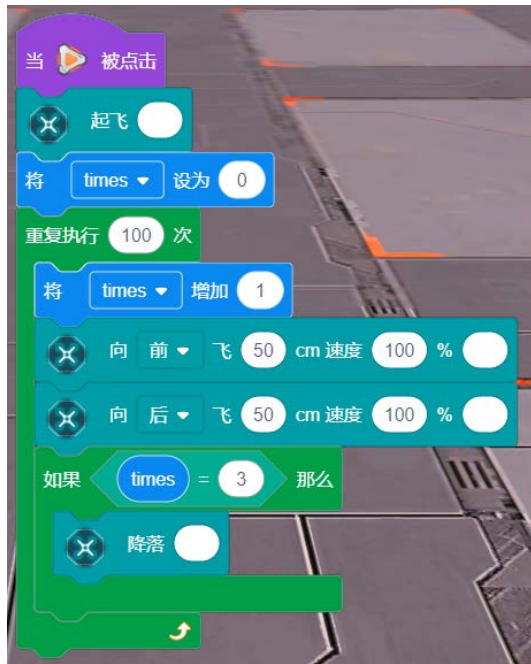 当 被点击
起飞
将 times 设为 0
重复执行 100 次
将 times 增加 1
向 前 飞 50 cm 速度 100 %
向 后 飞 50 cm 速度 100 %
如果 times = 3 那么
降落